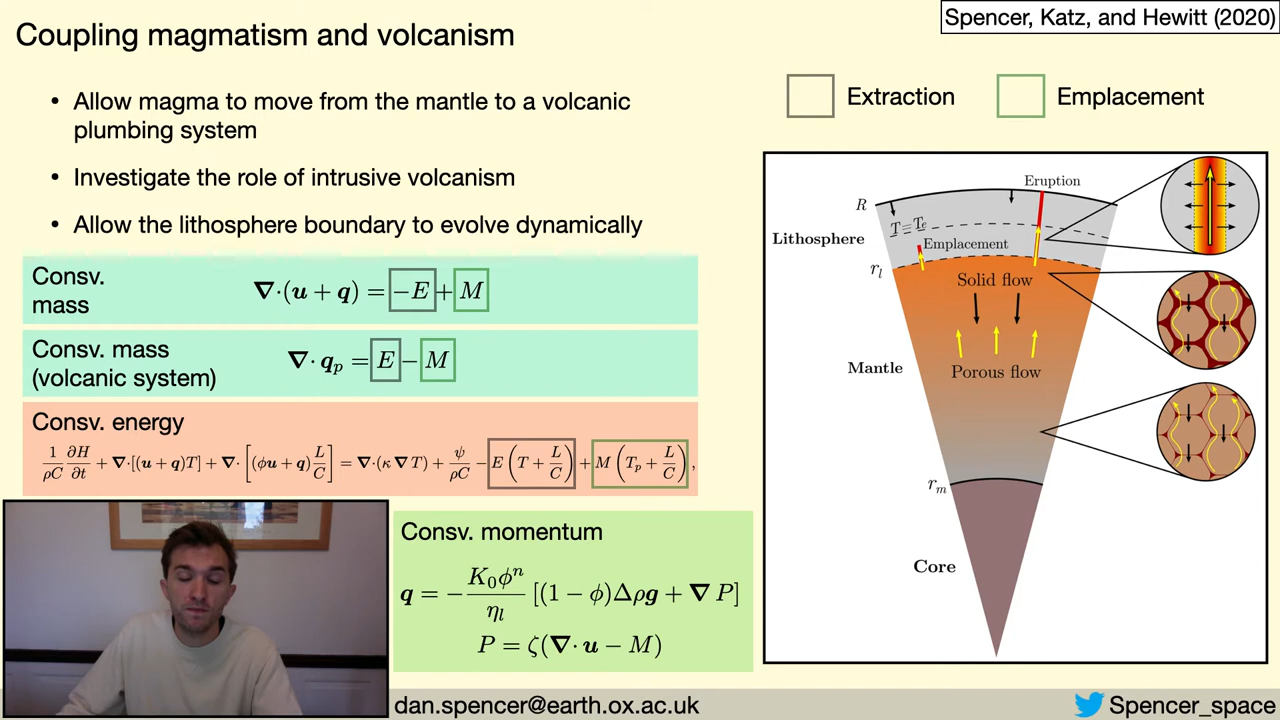 Coupling magmatism and volcanism
Spencer, Katz, and Hewitt (2020)
• Allow magma to move from the mantle to a volcanic
plumbing system
• Investigate the role of intrusive volcanism
• Allow the lithosphere boundary to evolve dynamically
Extraction
Emplacement
Consv.
mass
∇·(u + q) = −E + M
Consv. mass
(volcanic system)
∇· q_p = E − M
Consv. energy
1/ρC ∂H/∂t + ∇·[(u + q)T] + ∇·[(ϕu + q) L/C] = ∇·(κ ∇ T) + ψ/ρC − E(T + L/C) + M(T_p + L/C),
Consv. momentum
q = − K₀ϕⁿ/η_l [(1 − ϕ)Δρg + ∇ P]
P = ζ(∇· u − M)
Eruption
R
T=T_e
Lithosphere
Emplacement
r_l
Solid flow
Mantle
Porous flow
r_m
Core
dan.spencer@earth.ox.ac.uk
Spencer_space